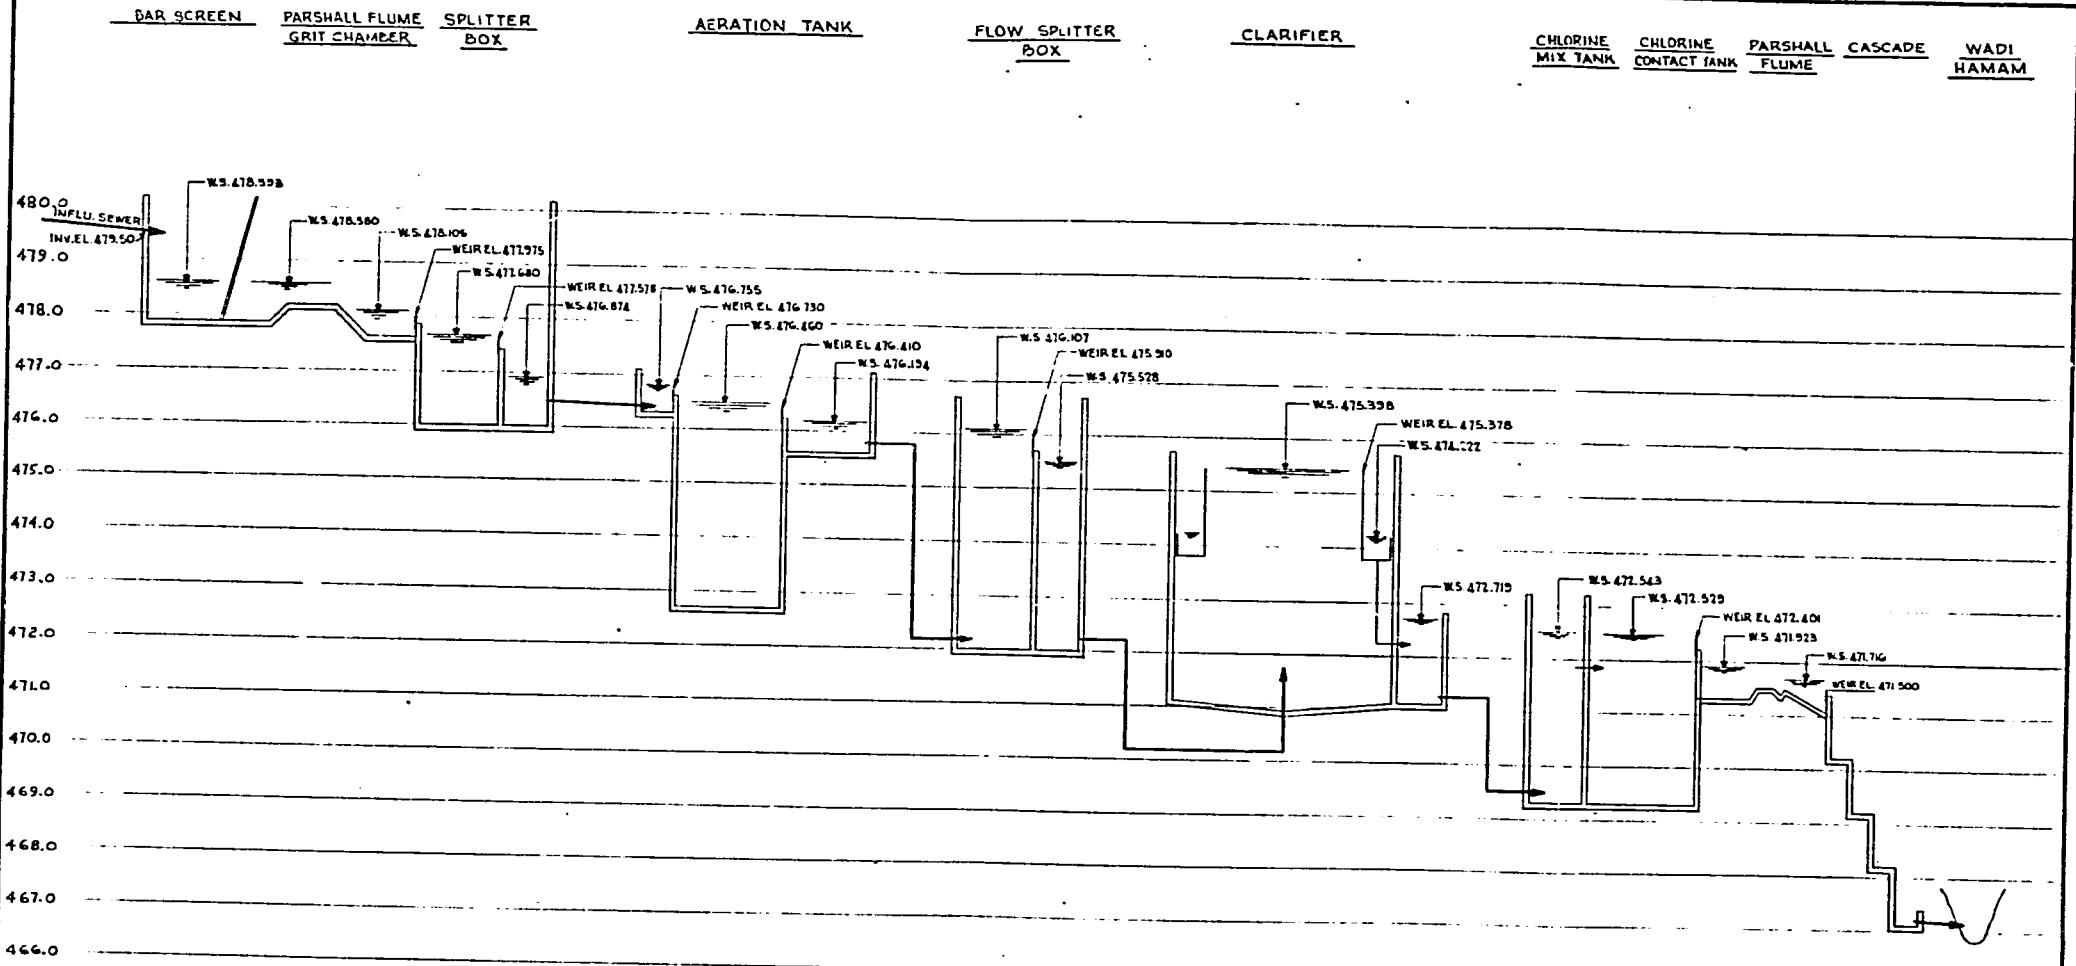 BAR SCREEN
PARSHALL FLUME
GRIT CHAMBER
SPLITTER
BOX
AERATION TANK
FLOW SPLITTER
BOX
CLARIFIER
CHLORINE
MIX TANK
CHLORINE
CONTACT TANK
PARSHALL
FLUME
CASCADE
WADI
HAMAM
480.0
INFLU. SEWER
INV.EL.479.50
479.0
478.0
477.0
476.0
475.0
474.0
473.0
472.0
471.0
470.0
469.0
468.0
467.0
466.0
W.S.478.593
W.S.478.580
W.S.478.106
WEIR EL.477.975
W.S.477.680
WEIR EL 477.578
W.S.476.874
W.S.476.755
WEIR EL 476.730
W.S.476.460
WEIR EL 476.410
W.S.476.194
W.S.476.107
WEIR EL 475.910
W.S.475.528
W.S.475.398
WEIR EL.475.378
W.S.472.719
W.S.472.543
W.S.472.529
WEIR EL 472.401
W.S.471.923
W.S.471.716
WEIR EL. 471.500